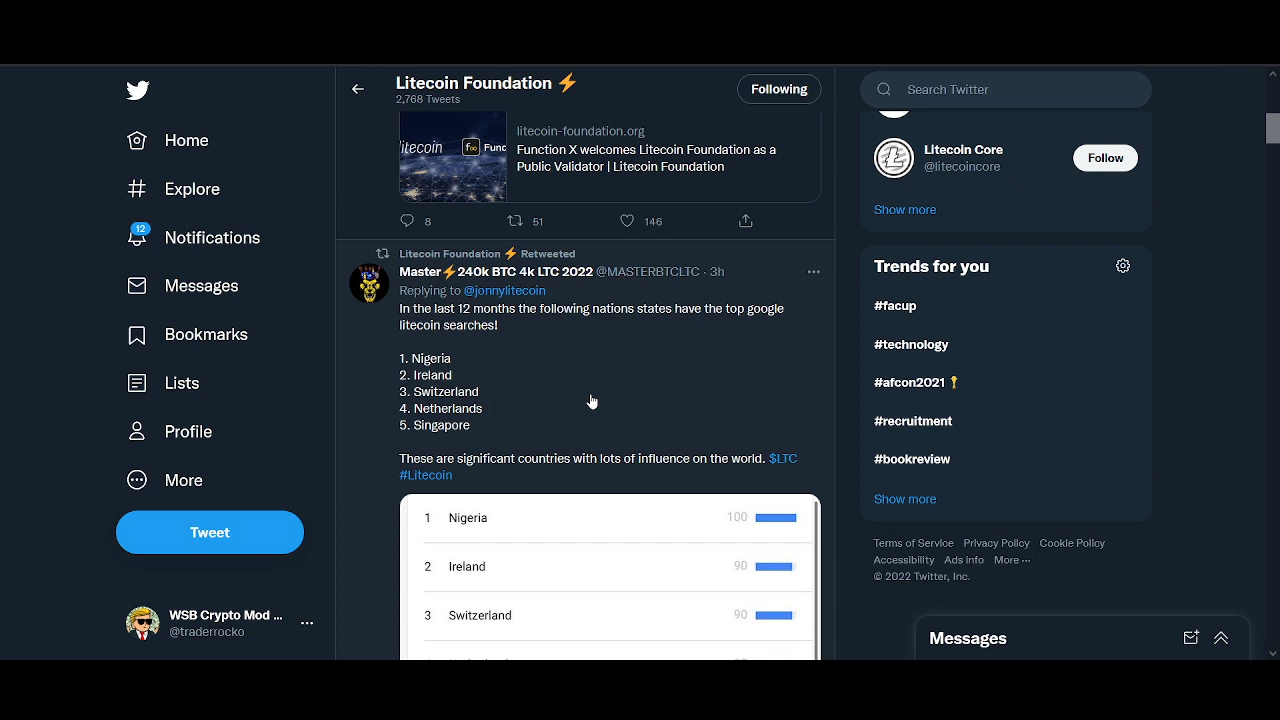 Home
Explore
12
Notifications
Messages
Bookmarks
Lists
Profile
More
Tweet
WSB Crypto Mod ...
@traderrocko
Litecoin Foundation ⚡
2,768 Tweets
Following
litecoin
f(x)
Func
litecoin-foundation.org
Function X welcomes Litecoin Foundation as a
Public Validator | Litecoin Foundation
8
51
146
Litecoin Foundation ⚡ Retweeted
Master⚡240k BTC 4k LTC 2022 @MASTERBTCLTC · 3h
Replying to @jonnylitecoin
In the last 12 months the following nations states have the top google
litecoin searches!
1. Nigeria
2. Ireland
3. Switzerland
4. Netherlands
5. Singapore
These are significant countries with lots of influence on the world. $LTC
#Litecoin
1 Nigeria 100
2 Ireland 90
3 Switzerland 90
Search Twitter
Litecoin Core
@litecoincore
Follow
Show more
Trends for you
#facup
#technology
#afcon2021
#recruitment
#bookreview
Show more
Terms of Service Privacy Policy Cookie Policy
Accessibility Ads info More ···
© 2022 Twitter, Inc.
Messages